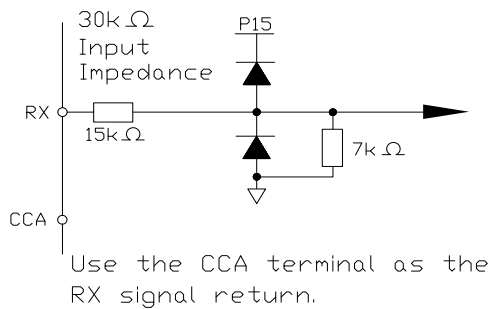 30kΩ
Input
Impedance
P15
RX
15kΩ
7kΩ
CCA
Use the CCA terminal as the
RX signal return.